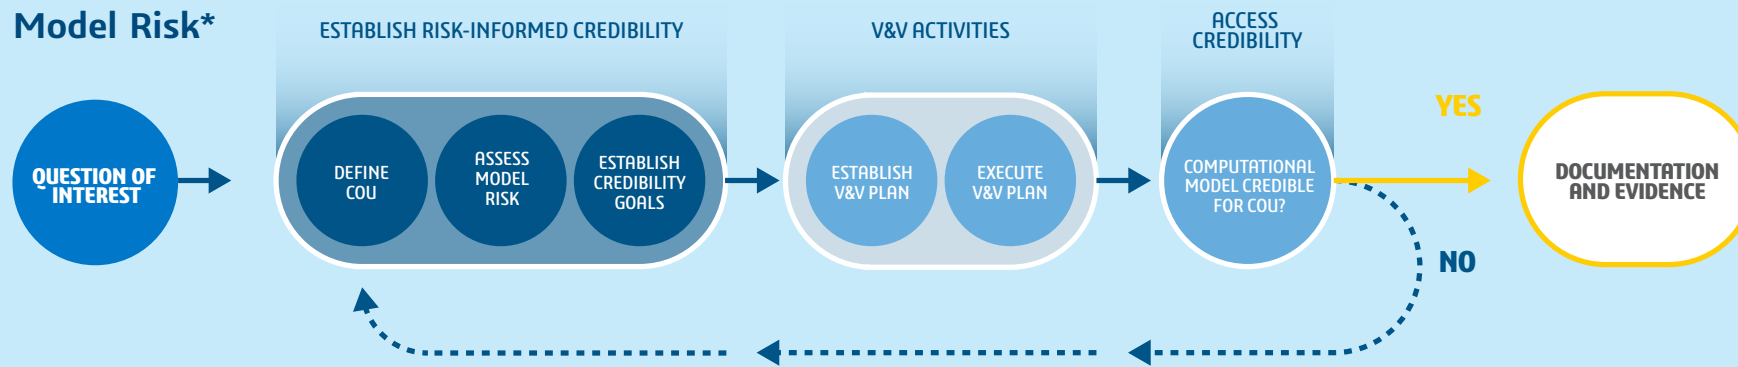 Model Risk*
ESTABLISH RISK-INFORMED CREDIBILITY
V&V ACTIVITIES
ACCESS
CREDIBILITY
QUESTION OF
INTEREST
DEFINE
COU
ASSESS
MODEL
RISK
ESTABLISH
CREDIBILITY
GOALS
ESTABLISH
V&V PLAN
EXECUTE
V&V PLAN
COMPUTATIONAL
MODEL CREDIBLE
FOR COU?
YES
NO
DOCUMENTATION
AND EVIDENCE